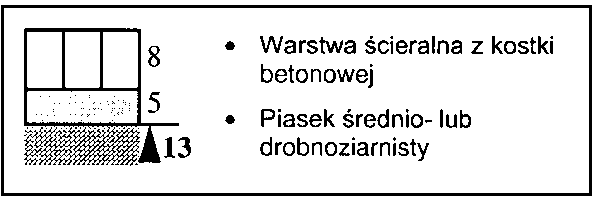 8
5
13
• Warstwa ścieralna z kostki
betonowej
• Piasek średnio- lub
drobnoziarnisty